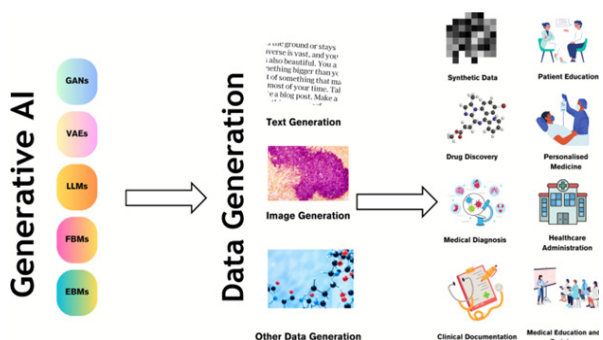 Generative AI
GANs
VAEs
LLMs
FBMs
EBMs
Data Generation
the ground or stays
verse is vast, and you
also beautiful. You a
ething bigger than yo
t of something that ma
most of your time. Tal
e a blog post. Make a
Text Generation
Image Generation
Other Data Generation
Synthetic Data
Patient Education
Drug Discovery
Personalised
Medicine
Medical Diagnosis
Healthcare
Administration
Clinical Documentation
Medical Education and